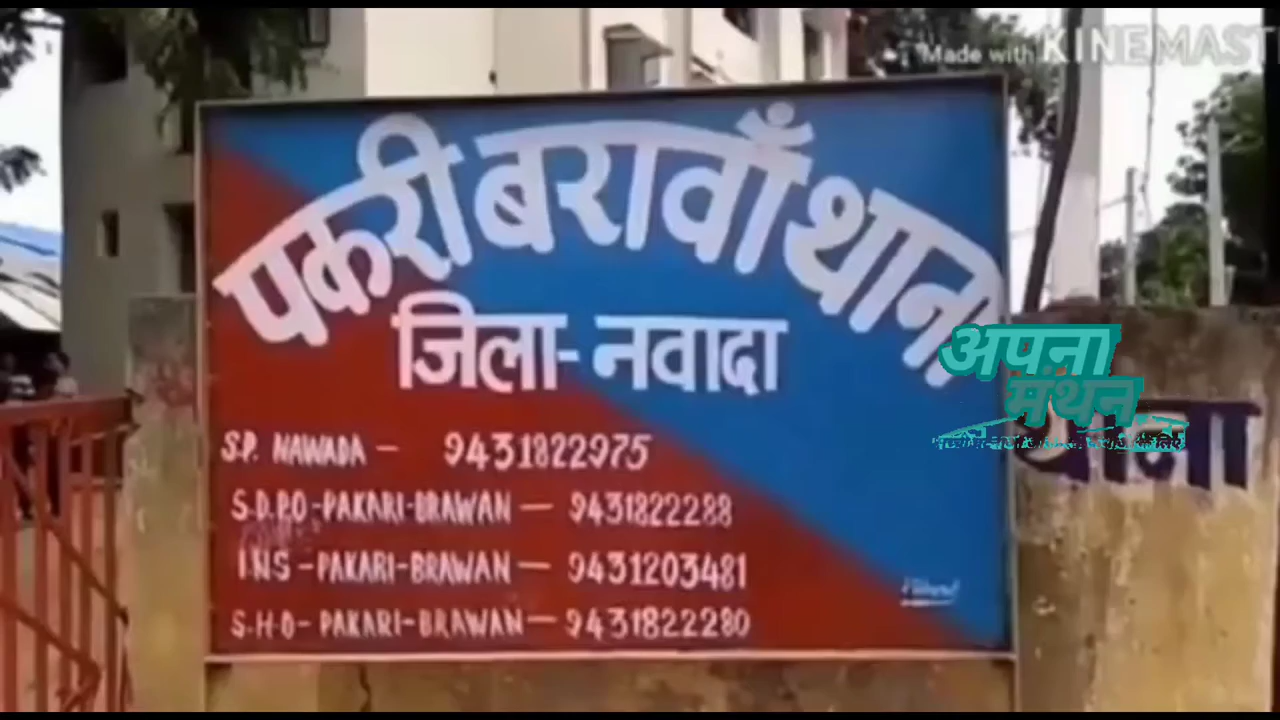 Made with KINEMAST
पकरीबरावाँ थाना
जिला-नवादा
S.P. NAWADA - 9431822975
S.D.P.O-PAKARI-BRAWAN - 9431822288
INS-PAKARI-BRAWAN - 9431203481
S.H.O-PAKARI-BRAWAN - 9431822280
अपना
मंथन
थाना